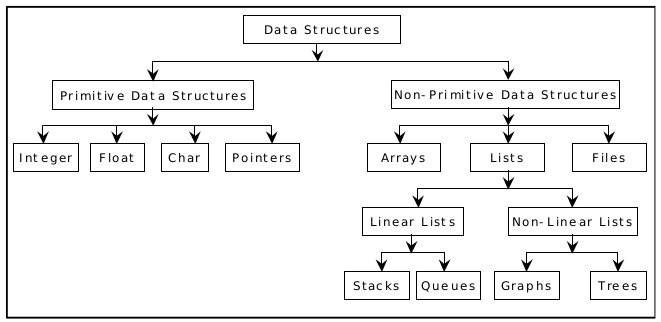 Data Structures
Primitive Data Structures
Non-Primitive Data Structures
Integer
Float
Char
Pointers
Arrays
Lists
Files
Linear Lists
Non-Linear Lists
Stacks
Queues
Graphs
Trees